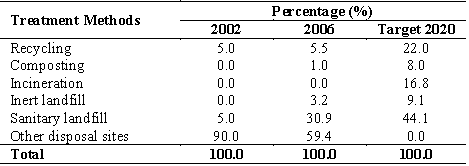 Treatment Methods Percentage (%)
2002 2006 Target 2020
Recycling 5.0 5.5 22.0
Composting 0.0 1.0 8.0
Incineration 0.0 0.0 16.8
Inert landfill 0.0 3.2 9.1
Sanitary landfill 5.0 30.9 44.1
Other disposal sites 90.0 59.4 0.0
Total 100.0 100.0 100.0